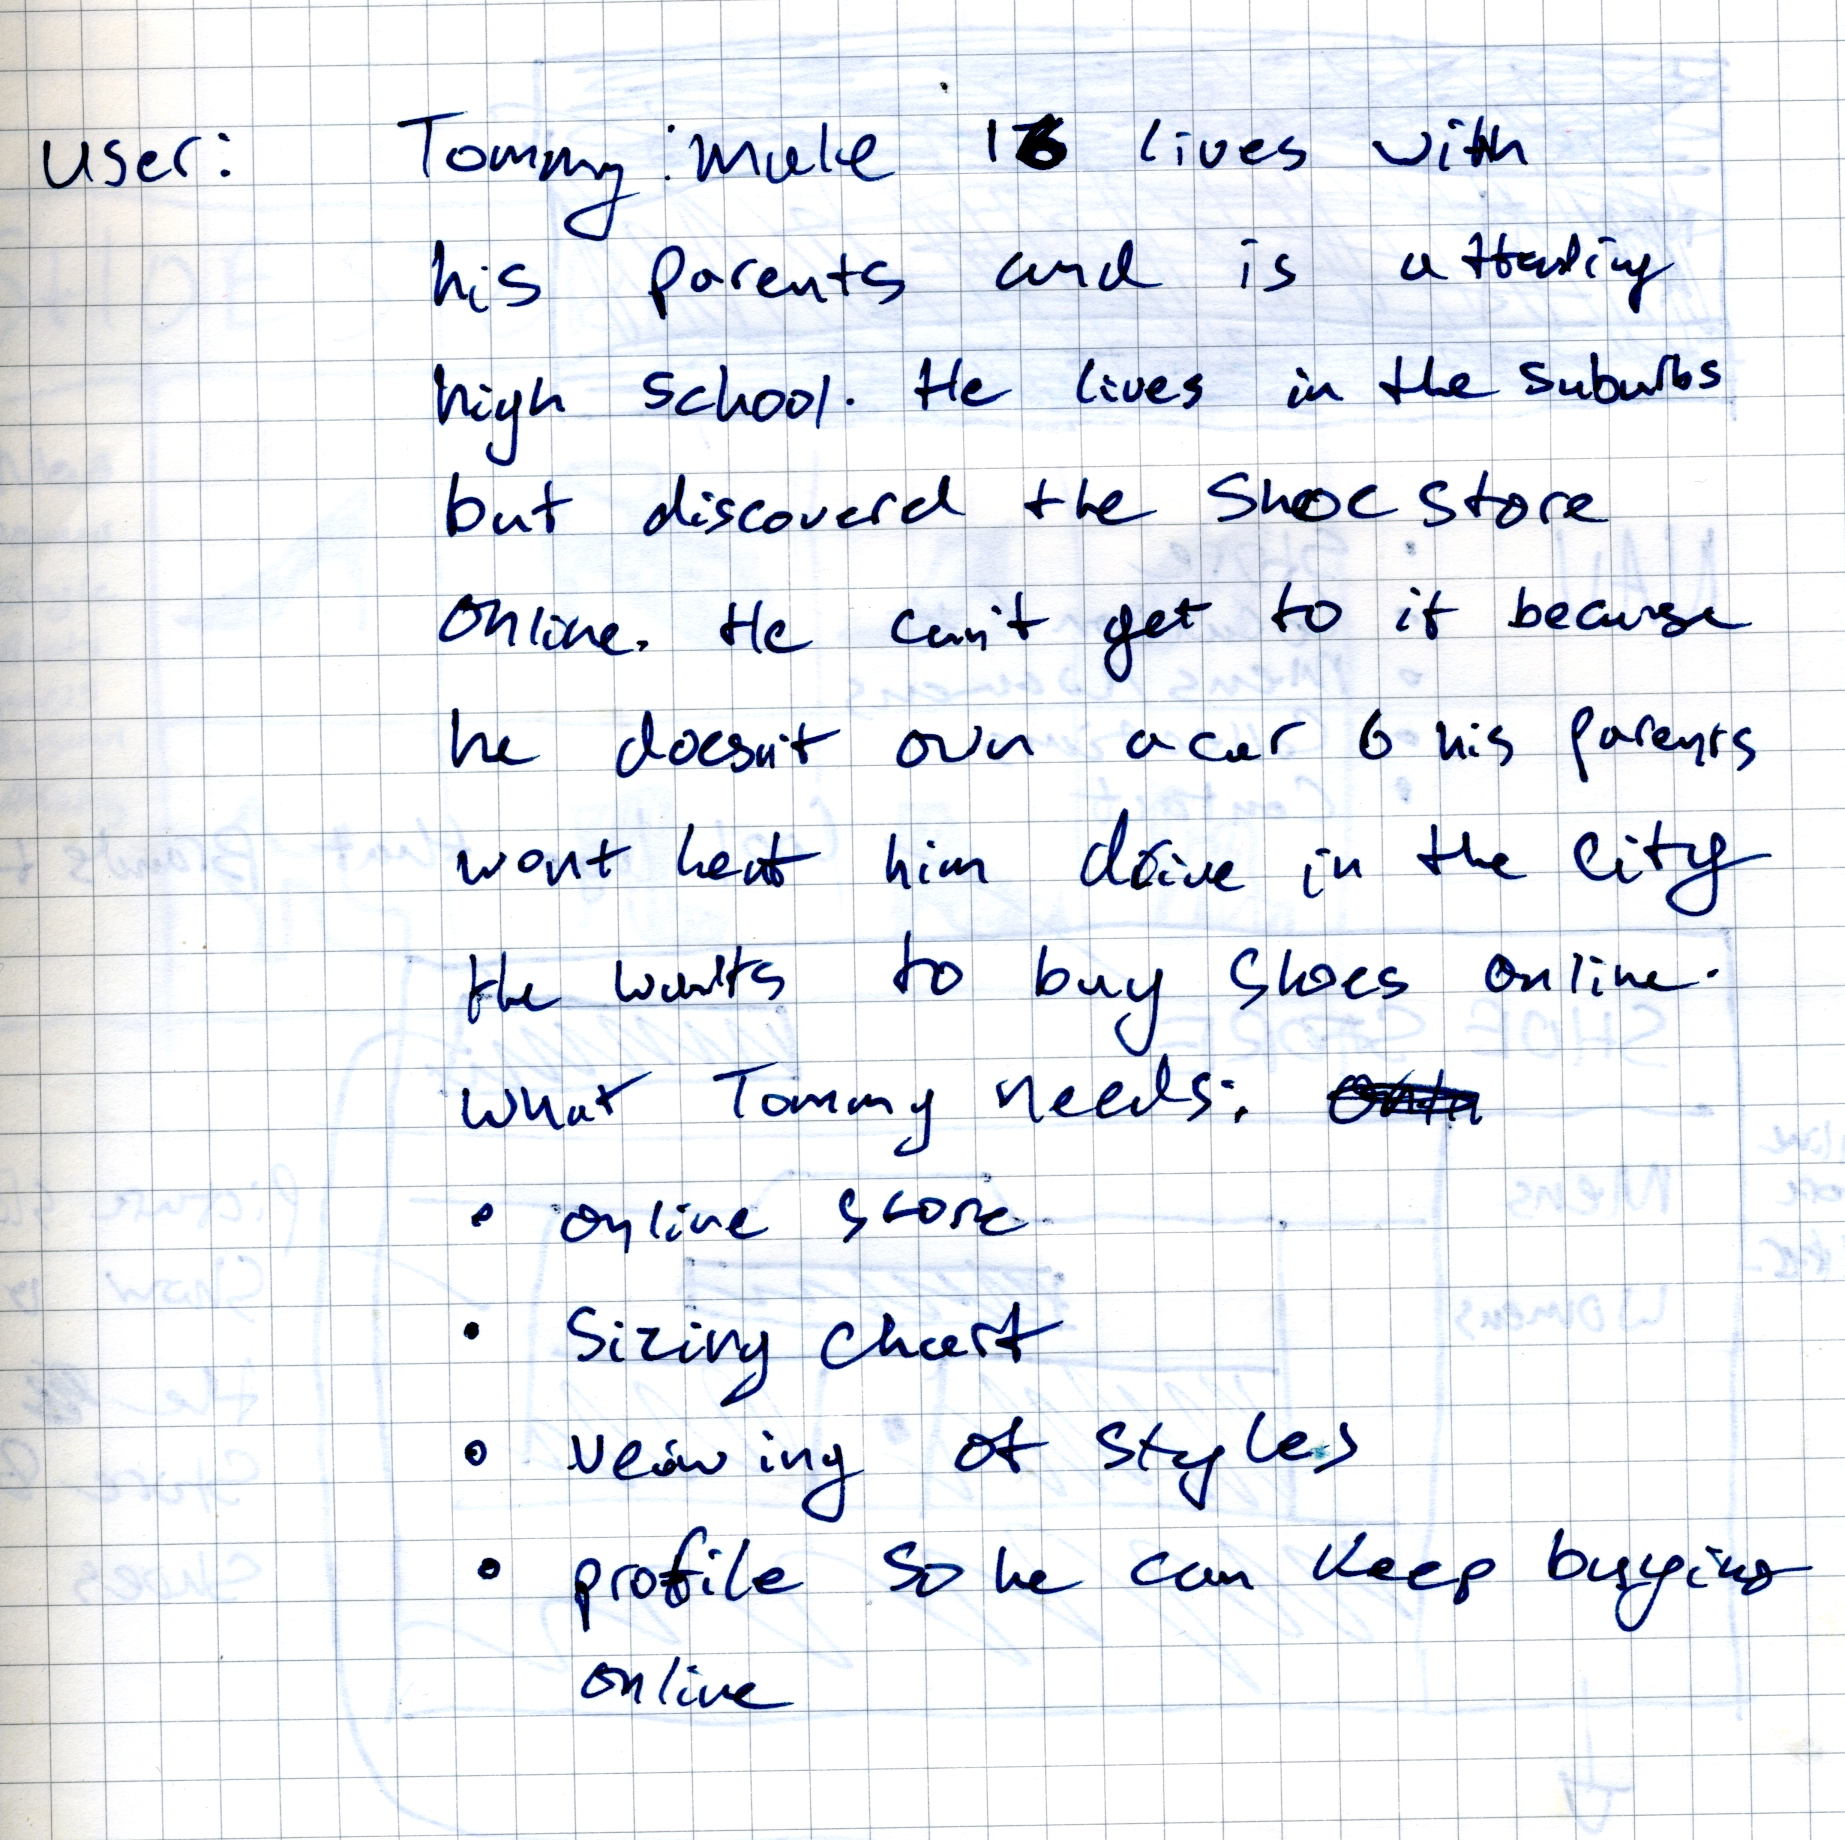 user: Tommy: Male 16 lives with
his parents and is attending
high school. He lives in the suburbs
but discoverd the Shoe Store
online. He can't get to it because
he doesn't own a car & his parents
wont let him drive in the city
He wants to buy shoes online.
what Tommy needs:
• online store
• Sizing chart
• veiwing of styles
• profile so he can keep buying
online